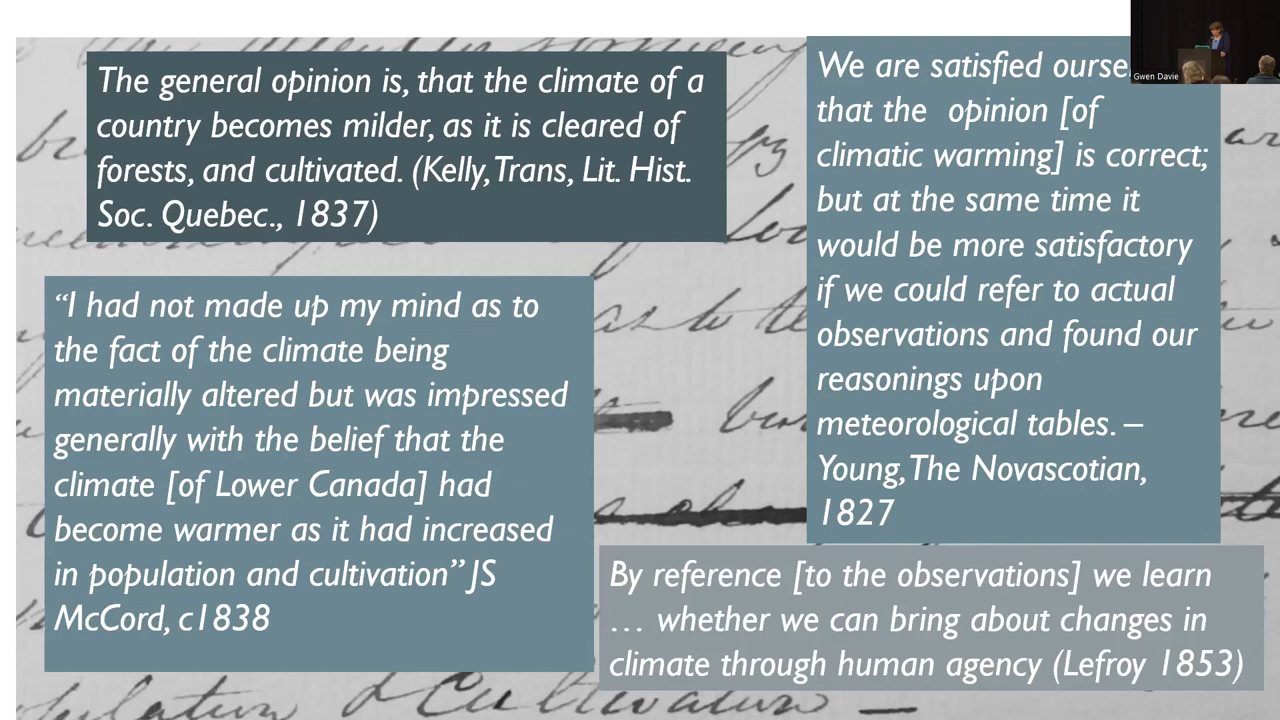 The general opinion is, that the climate of a
country becomes milder, as it is cleared of
forests, and cultivated. (Kelly, Trans, Lit. Hist.
Soc. Quebec., 1837)
“I had not made up my mind as to
the fact of the climate being
materially altered but was impressed
generally with the belief that the
climate [of Lower Canada] had
become warmer as it had increased
in population and cultivation” JS
McCord, c1838
We are satisfied
that the opinion [of
climatic warming] is correct;
but at the same time it
would be more satisfactory
if we could refer to actual
observations and found our
reasonings upon
meteorological tables. –
Young, The Novascotian,
1827
By reference [to the observations] we learn
… whether we can bring about changes in
climate through human agency (Lefroy 1853)
Gwen Davie
as to
& Cultivation –